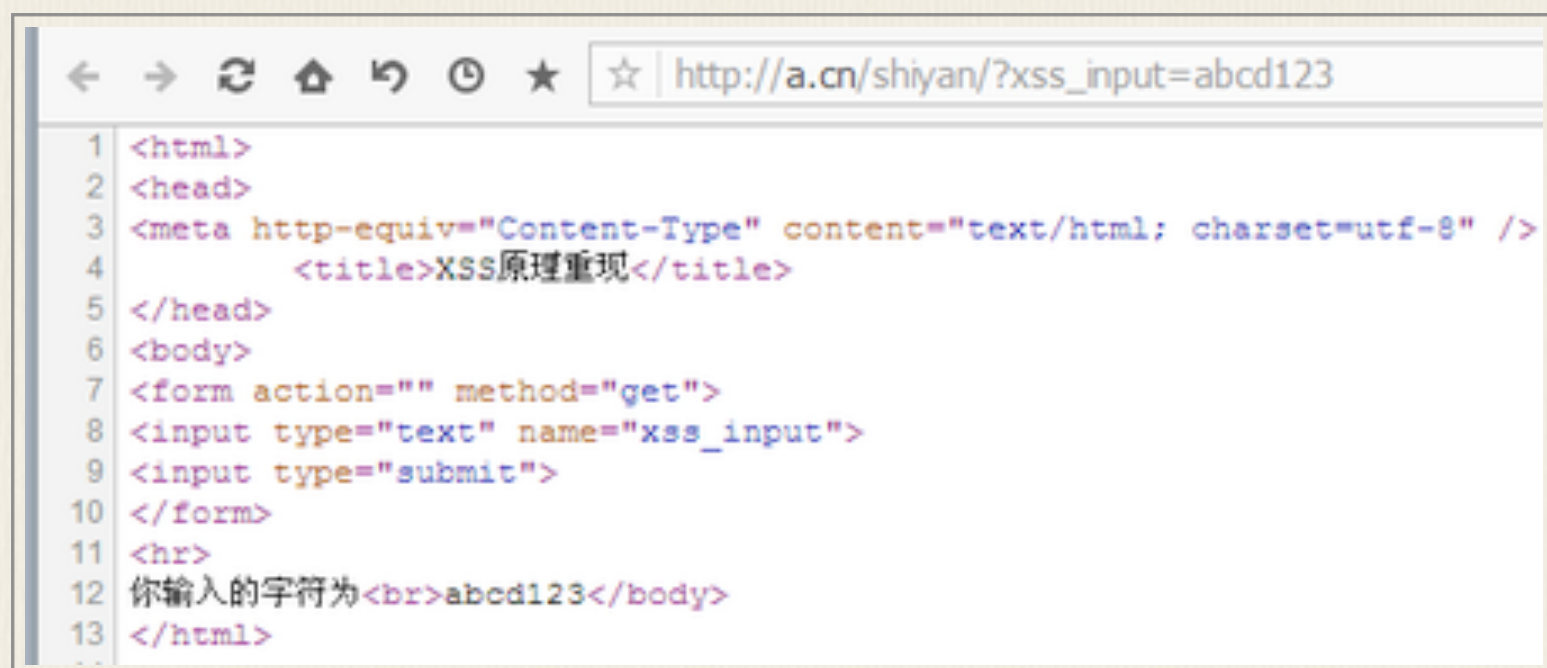 http://a.cn/shiyan/?xss_input=abcd123
1 <html>
2 <head>
3 <meta http-equiv="Content-Type" content="text/html; charset=utf-8" />
4 <title>XSS原理重现</title>
5 </head>
6 <body>
7 <form action="" method="get">
8 <input type="text" name="xss_input">
9 <input type="submit">
10 </form>
11 <hr>
12 你输入的字符为<br>abcd123</body>
13 </html>